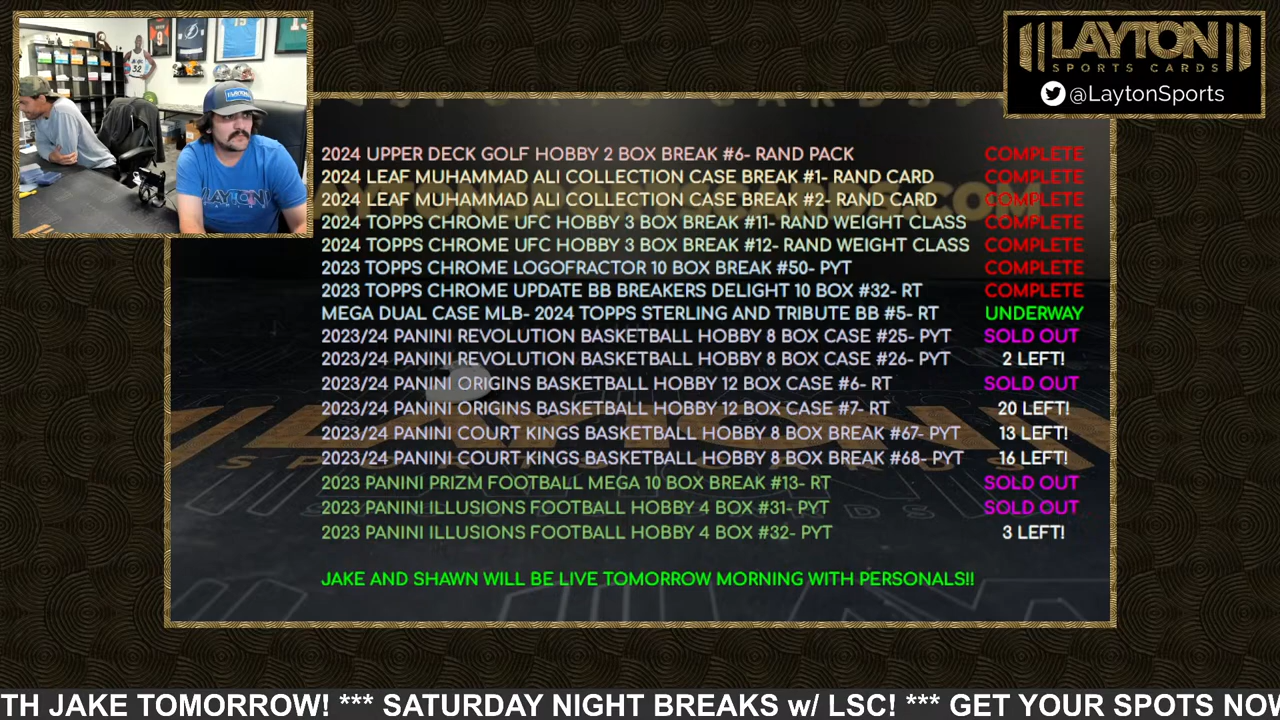 LAYTON
SPORTS CARDS
@LaytonSports
2024 UPPER DECK GOLF HOBBY 2 BOX BREAK #6- RAND PACK COMPLETE
2024 LEAF MUHAMMAD ALI COLLECTION CASE BREAK #1- RAND CARD COMPLETE
2024 LEAF MUHAMMAD ALI COLLECTION CASE BREAK #2- RAND CARD COMPLETE
2024 TOPPS CHROME UFC HOBBY 3 BOX BREAK #11- RAND WEIGHT CLASS COMPLETE
2024 TOPPS CHROME UFC HOBBY 3 BOX BREAK #12- RAND WEIGHT CLASS COMPLETE
2023 TOPPS CHROME LOGOFRACTOR 10 BOX BREAK #50- PYT COMPLETE
2023 TOPPS CHROME UPDATE BB BREAKERS DELIGHT 10 BOX #32- RT COMPLETE
MEGA DUAL CASE MLB- 2024 TOPPS STERLING AND TRIBUTE BB #5- RT UNDERWAY
2023/24 PANINI REVOLUTION BASKETBALL HOBBY 8 BOX CASE #25- PYT SOLD OUT
2023/24 PANINI REVOLUTION BASKETBALL HOBBY 8 BOX CASE #26- PYT 2 LEFT!
2023/24 PANINI ORIGINS BASKETBALL HOBBY 12 BOX CASE #6- RT SOLD OUT
2023/24 PANINI ORIGINS BASKETBALL HOBBY 12 BOX CASE #7- RT 20 LEFT!
2023/24 PANINI COURT KINGS BASKETBALL HOBBY 8 BOX BREAK #67- PYT 13 LEFT!
2023/24 PANINI COURT KINGS BASKETBALL HOBBY 8 BOX BREAK #68- PYT 16 LEFT!
2023 PANINI PRIZM FOOTBALL MEGA 10 BOX BREAK #13- RT SOLD OUT
2023 PANINI ILLUSIONS FOOTBALL HOBBY 4 BOX #31- PYT SOLD OUT
2023 PANINI ILLUSIONS FOOTBALL HOBBY 4 BOX #32- PYT 3 LEFT!
JAKE AND SHAWN WILL BE LIVE TOMORROW MORNING WITH PERSONALS!!
TH JAKE TOMORROW! *** SATURDAY NIGHT BREAKS w/ LSC! *** GET YOUR SPOTS NOW